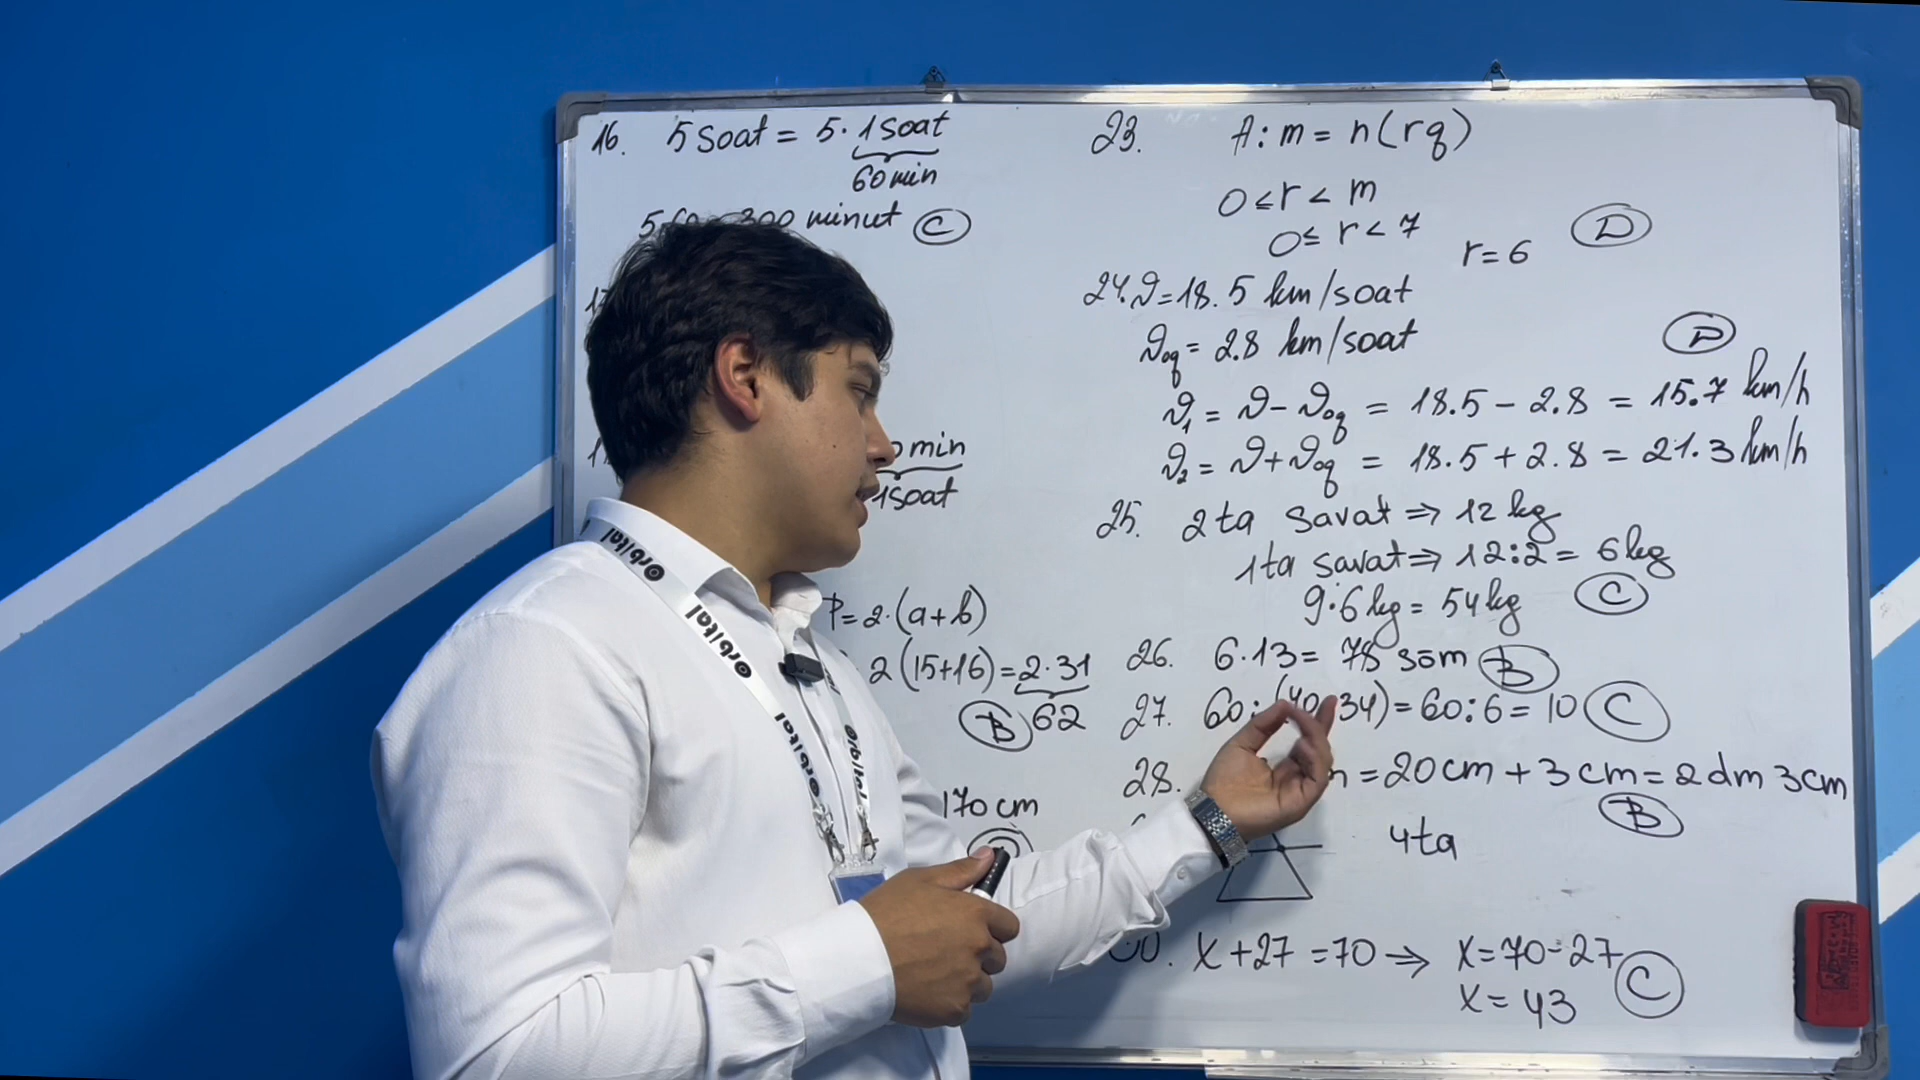 16. 5 soat = 5 · 1 soat
60 min
300 minut C
min
1 soat
P = 2 · (a + b)
2 (15+16) = 2 · 31
B 62
170 cm
23. A : m = n (rq)
0 ≤ r < m
0 ≤ r < 7
r = 6 D
24. ϑ = 18.5 km/soat
ϑoq = 2.8 km/soat
D
ϑ1 = ϑ - ϑoq = 18.5 - 2.8 = 15.7 km/h
ϑ2 = ϑ + ϑoq = 18.5 + 2.8 = 21.3 km/h
25. 2 ta savat ⇒ 12 kg
1 ta savat ⇒ 12 : 2 = 6 kg
9 · 6 kg = 54 kg C
26. 6 · 13 = 78 sōm B
27. 60 : (40 34) = 60 : 6 = 10 C
28. = 20 cm + 3 cm = 2 dm 3 cm
B
4 ta
x + 27 = 70 ⇒ x = 70 - 27
x = 43 C
Orbital
Orbital
Orbital
Orbital
Orbital